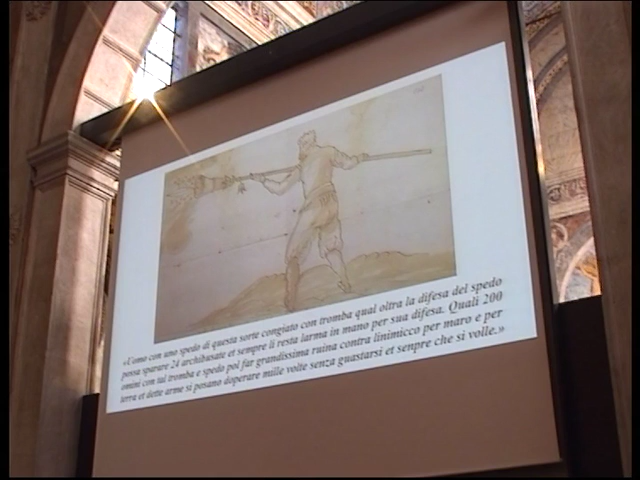 «Uomo con uno spedo di questa sorte congiato con tromba qual oltra la difesa del spedo
possa sparare 24 archibusate et sempre li resta larma in mano per sua difesa. Quali 200
omini con tal tromba e spedo pol far grandissima ruina contra linimicco per maro e per
terra et dette arme si posano doperare mille volte senza guastarsi et senpre che si volle.»